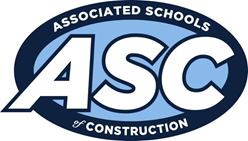 ASSOCIATED SCHOOLS
ASC
of CONSTRUCTION